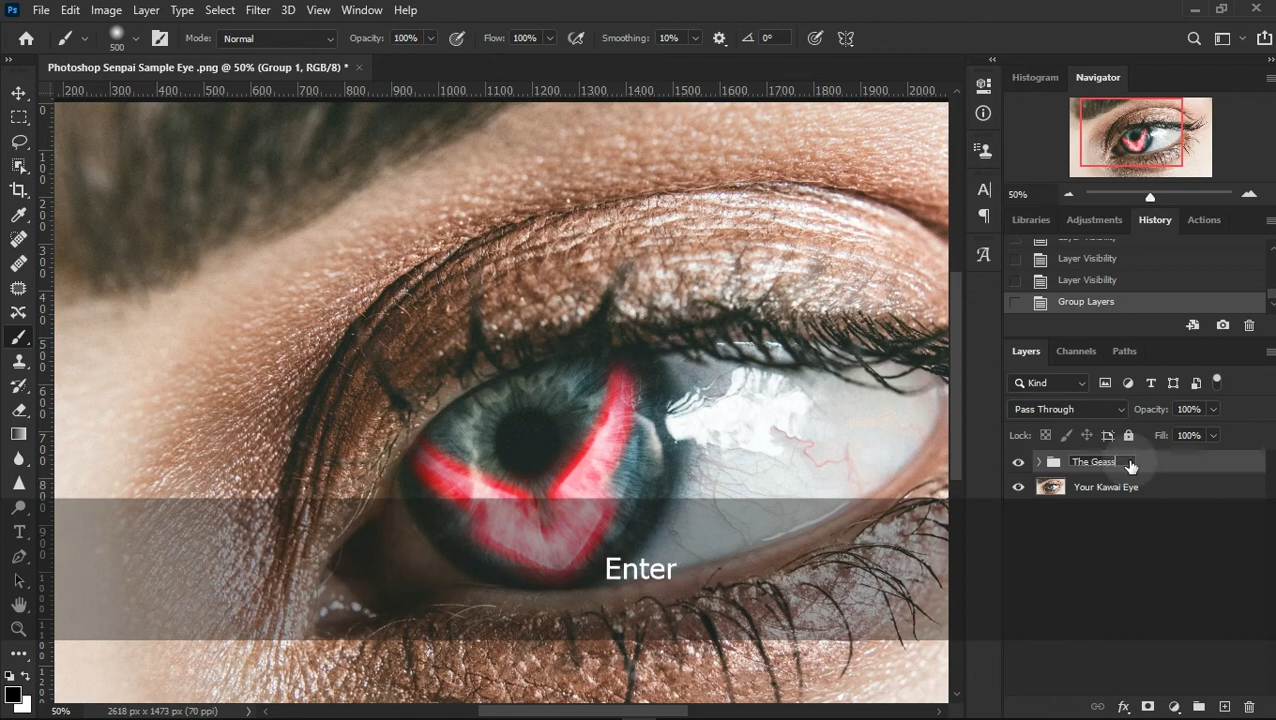 Ps File Edit Image Layer Type Select Filter 3D View Window Help
500 Mode: Normal Opacity: 100% Flow: 100% Smoothing: 10% 0°
Photoshop Senpai Sample Eye .png @ 50% (Group 1, RGB/8) *
200 300 400 500 600 700 800 900 1000 1100 1200 1300 1400 1500 1600 1700 1800 1900 2000
Histogram Navigator
50%
Libraries Adjustments History Actions
Layer Visibility
Layer Visibility
Layer Visibility
Group Layers
Layers Channels Paths
Kind
Pass Through Opacity: 100%
Lock: Fill: 100%
The Geass
Your Kawai Eye
Enter
50% 2618 px x 1473 px (70 ppi)